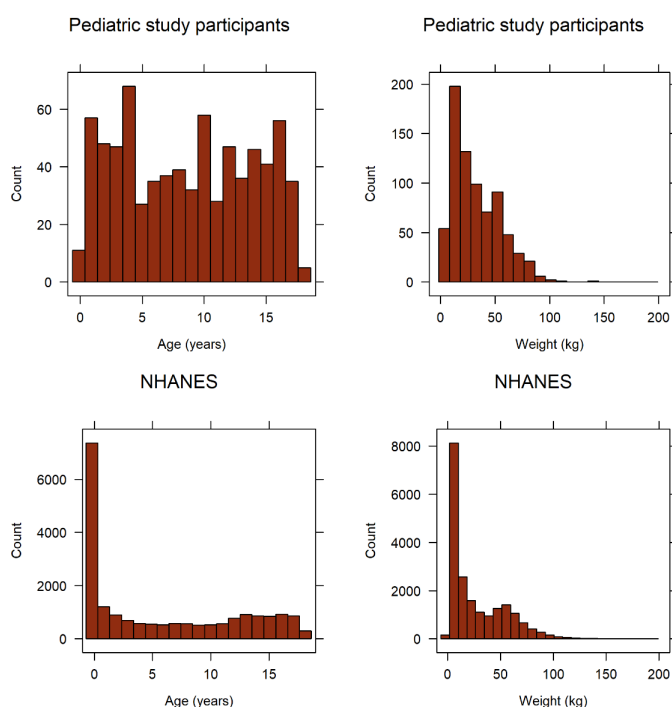 Pediatric study participants
60
40
20
0
Count
0 5 10 15
Age (years)
Pediatric study participants
200
150
100
50
0
Count
0 50 100 150 200
Weight (kg)
NHANES
6000
4000
2000
0
Count
0 5 10 15
Age (years)
NHANES
8000
6000
4000
2000
0
Count
0 50 100 150 200
Weight (kg)